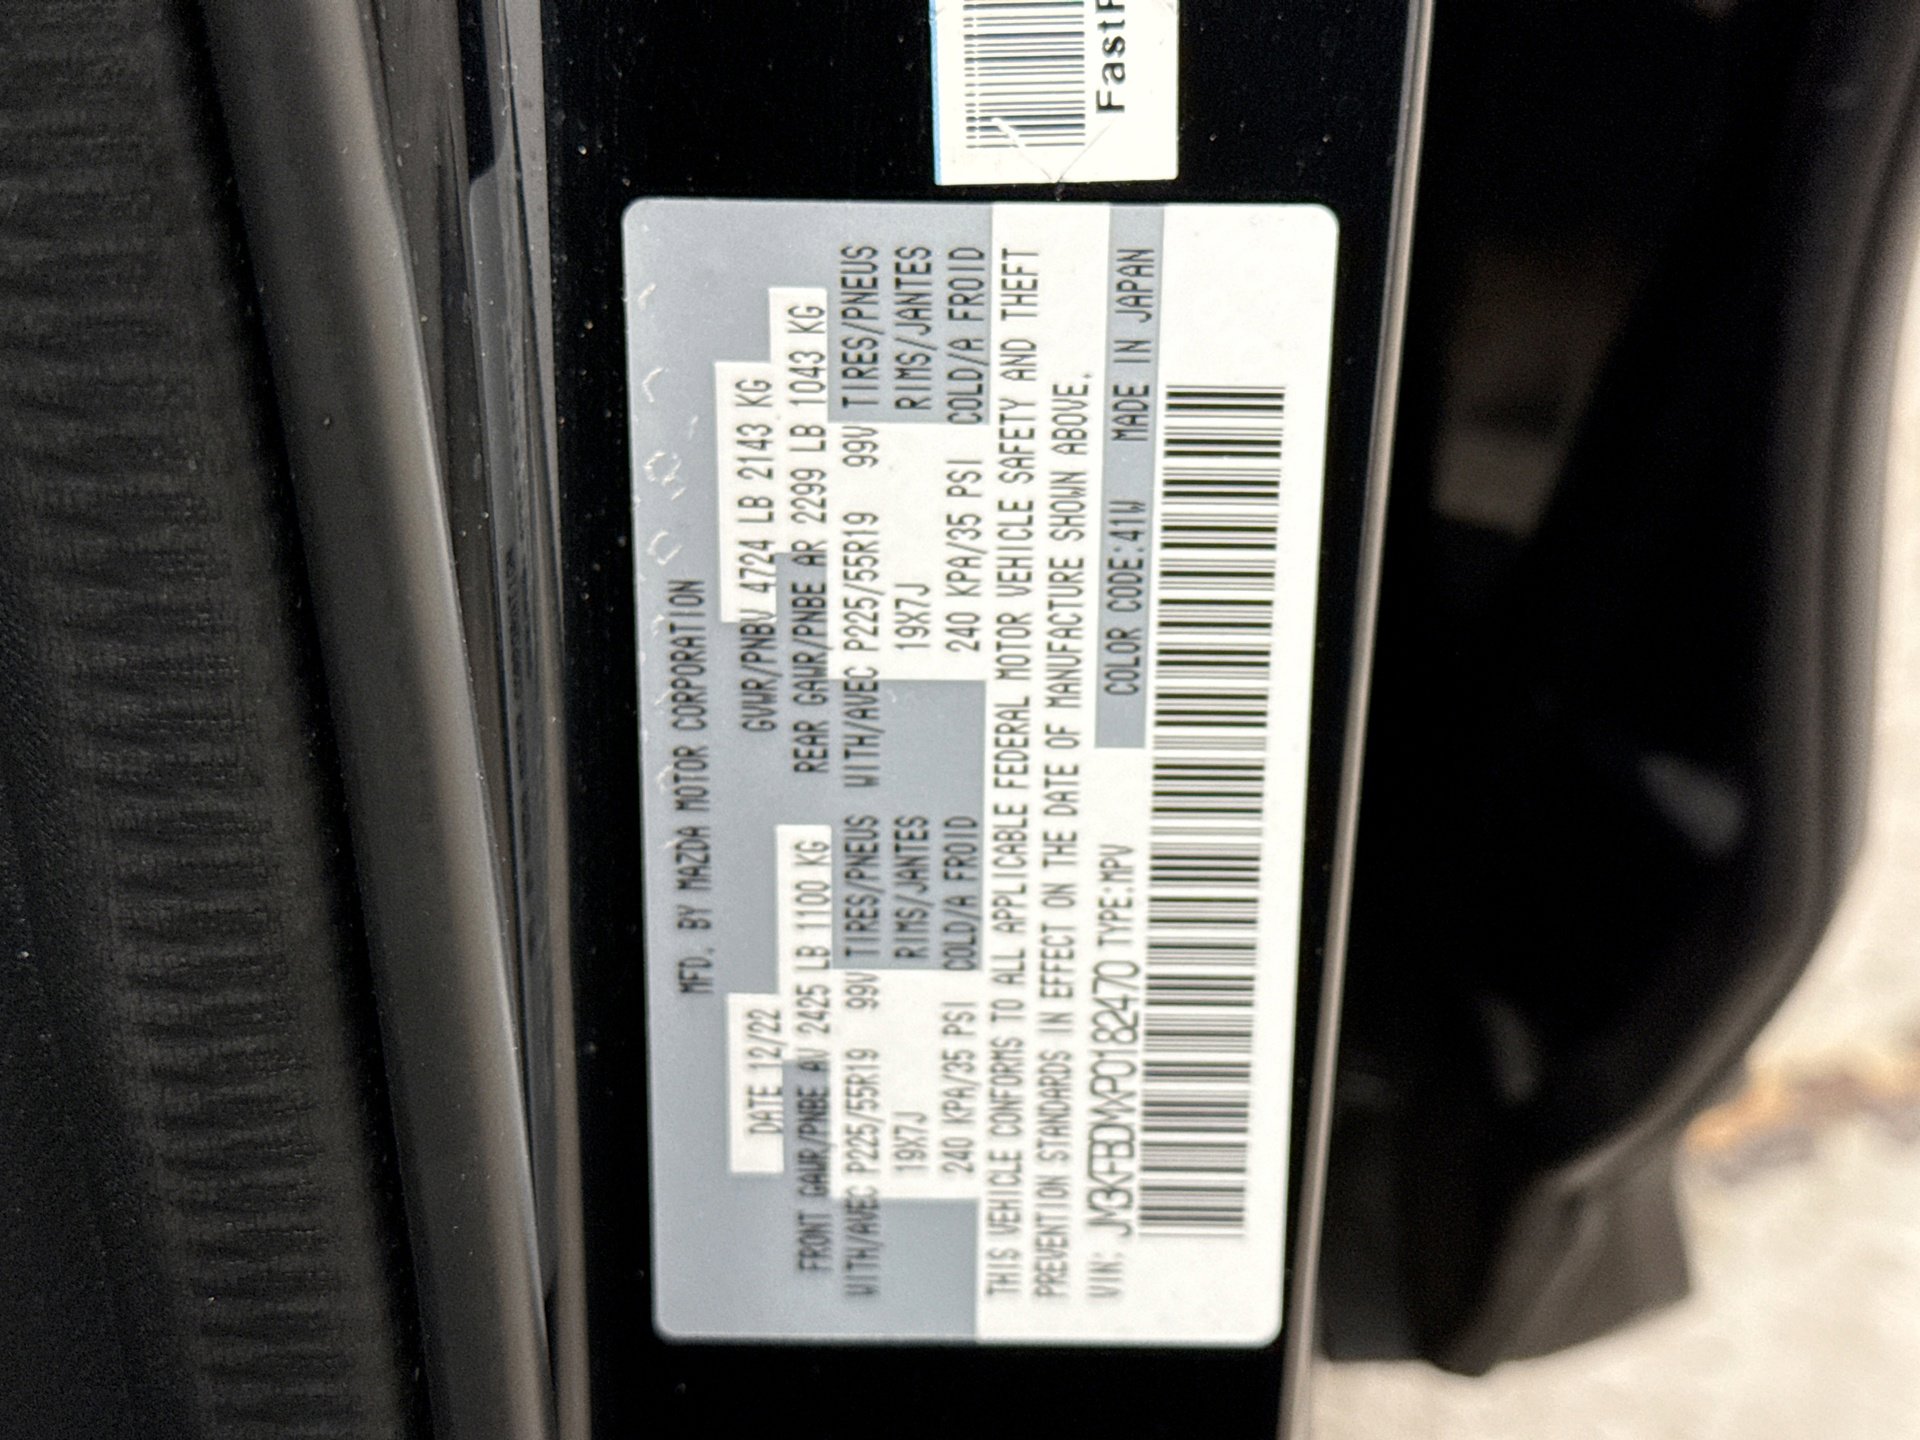 FastF
MFD. BY MAZDA MOTOR CORPORATION
DATE 12/22 GVWR/PNBV 4724 LB 2143 KG
FRONT GAWR/PNBE AV 2425 LB 1100 KG REAR GAWR/PNBE AR 2299 LB 1043 KG
WITH/AVEC P225/55R19 99V TIRES/PNEUS WITH/AVEC P225/55R19 99V TIRES/PNEUS
19X7J RIMS/JANTES 19X7J RIMS/JANTES
240 KPA/35 PSI COLD/A FROID 240 KPA/35 PSI COLD/A FROID
THIS VEHICLE CONFORMS TO ALL APPLICABLE FEDERAL MOTOR VEHICLE SAFETY AND THEFT
PREVENTION STANDARDS IN EFFECT ON THE DATE OF MANUFACTURE SHOWN ABOVE.
VIN: JM3KFBDMXP0182470 TYPE:MPV COLOR CODE:41W MADE IN JAPAN